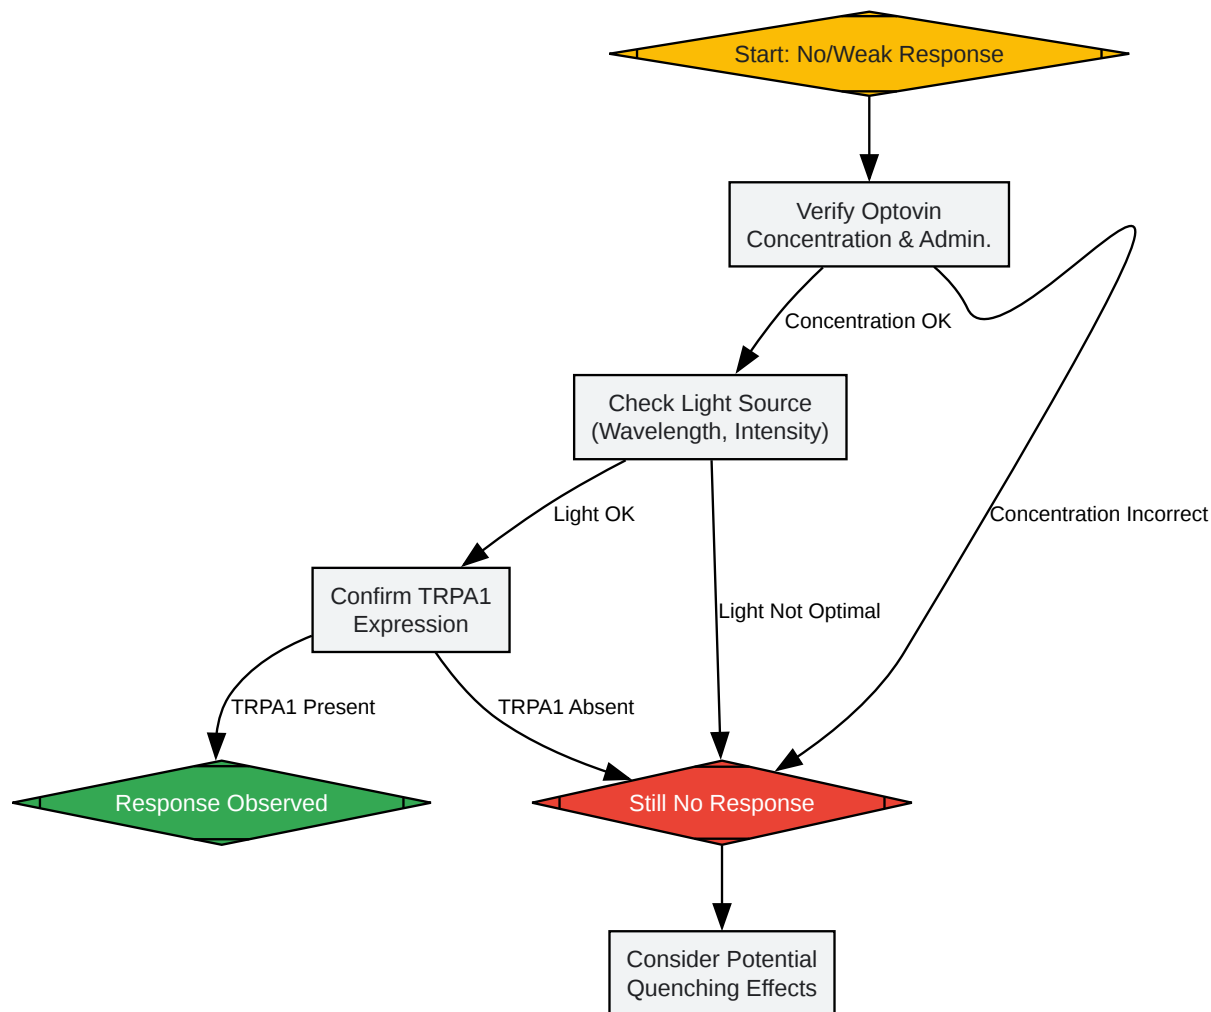 Start: No/Weak Response
Verify Optovin
Concentration & Admin.
Concentration OK
Check Light Source
(Wavelength, Intensity)
Light OK
Concentration Incorrect
Confirm TRPA1
Expression
Light Not Optimal
TRPA1 Present
TRPA1 Absent
Response Observed
Still No Response
Consider Potential
Quenching Effects